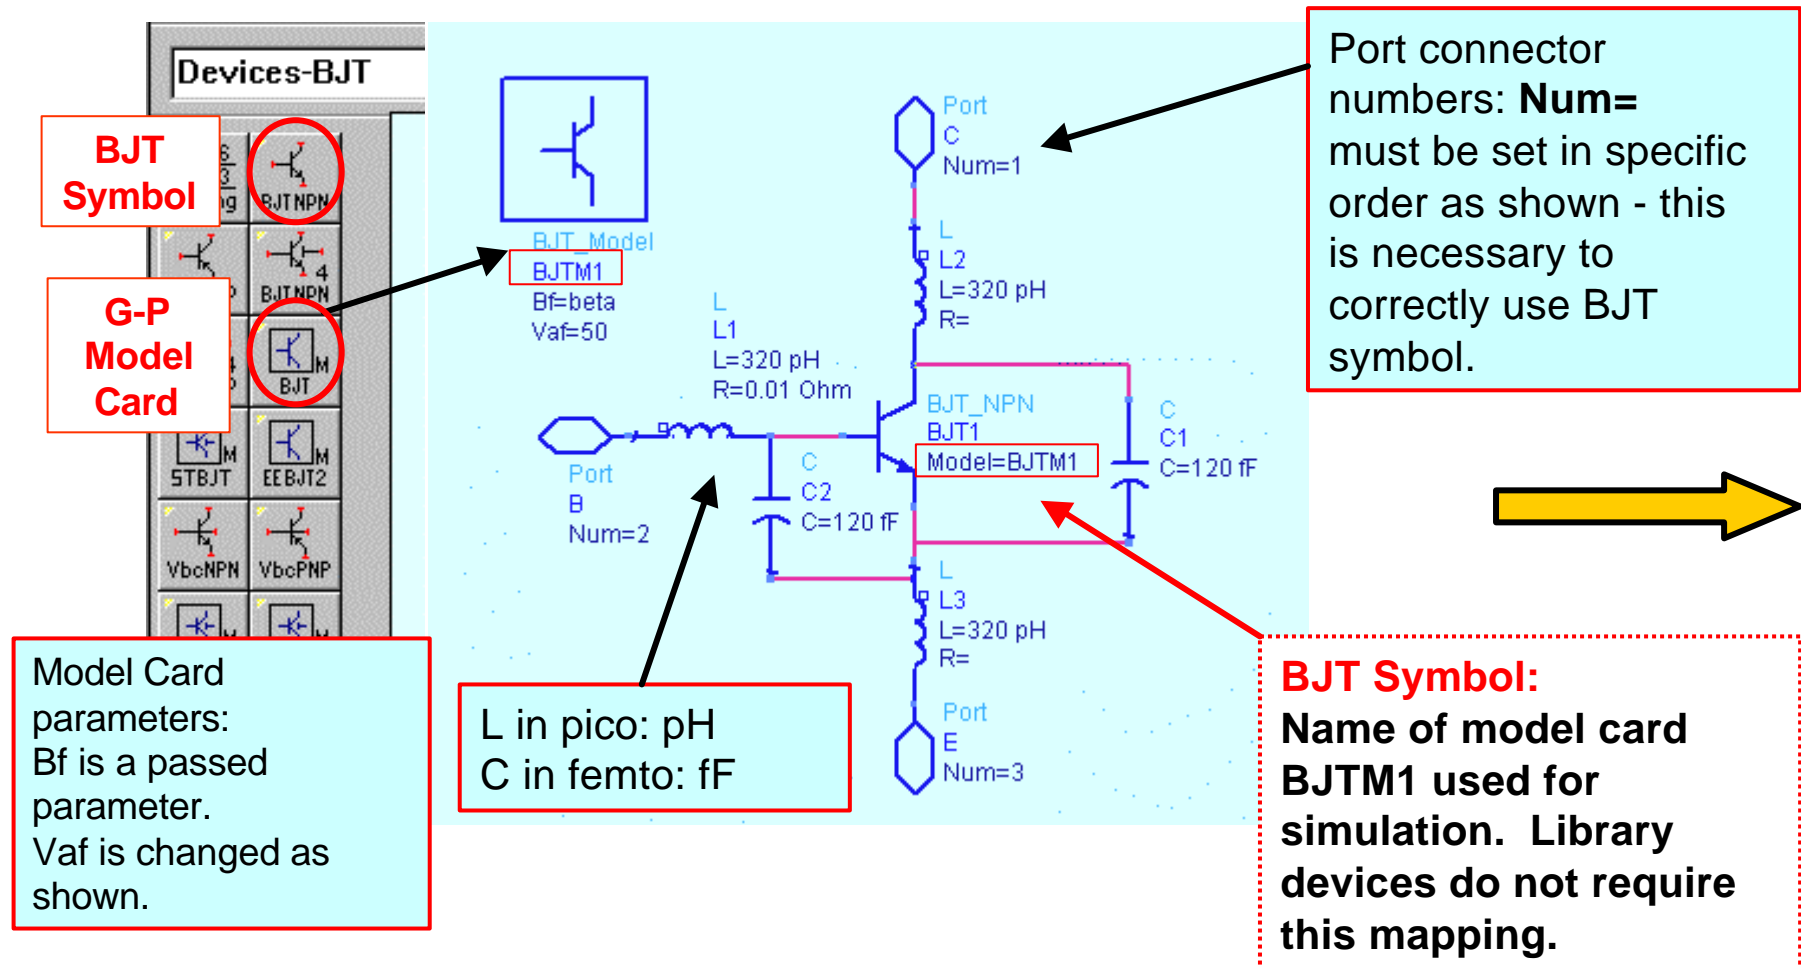 Devices-BJT
BJT
Symbol
BJTNPN
BJTNPN
4
G-P
Model
Card
M
BJT
M
STBJT
M
EEBJT2
VbcNPN
VbcPNP
M
M
Model Card
parameters:
Bf is a passed
parameter.
Vaf is changed as
shown.
BJT_Model
BJTM1
Bf=beta
Vaf=50
L
L1
L=320 pH
R=0.01 Ohm
Port
C
Num=1
L
L2
L=320 pH
R=
Port
B
Num=2
C
C2
C=120 fF
BJT_NPN
BJT1
Model=BJTM1
C
C1
C=120 fF
L
L3
L=320 pH
R=
Port
E
Num=3
L in pico: pH
C in femto: fF
Port connector
numbers: Num=
must be set in specific
order as shown - this
is necessary to
correctly use BJT
symbol.
BJT Symbol:
Name of model card
BJTM1 used for
simulation.  Library
devices do not require
this mapping.